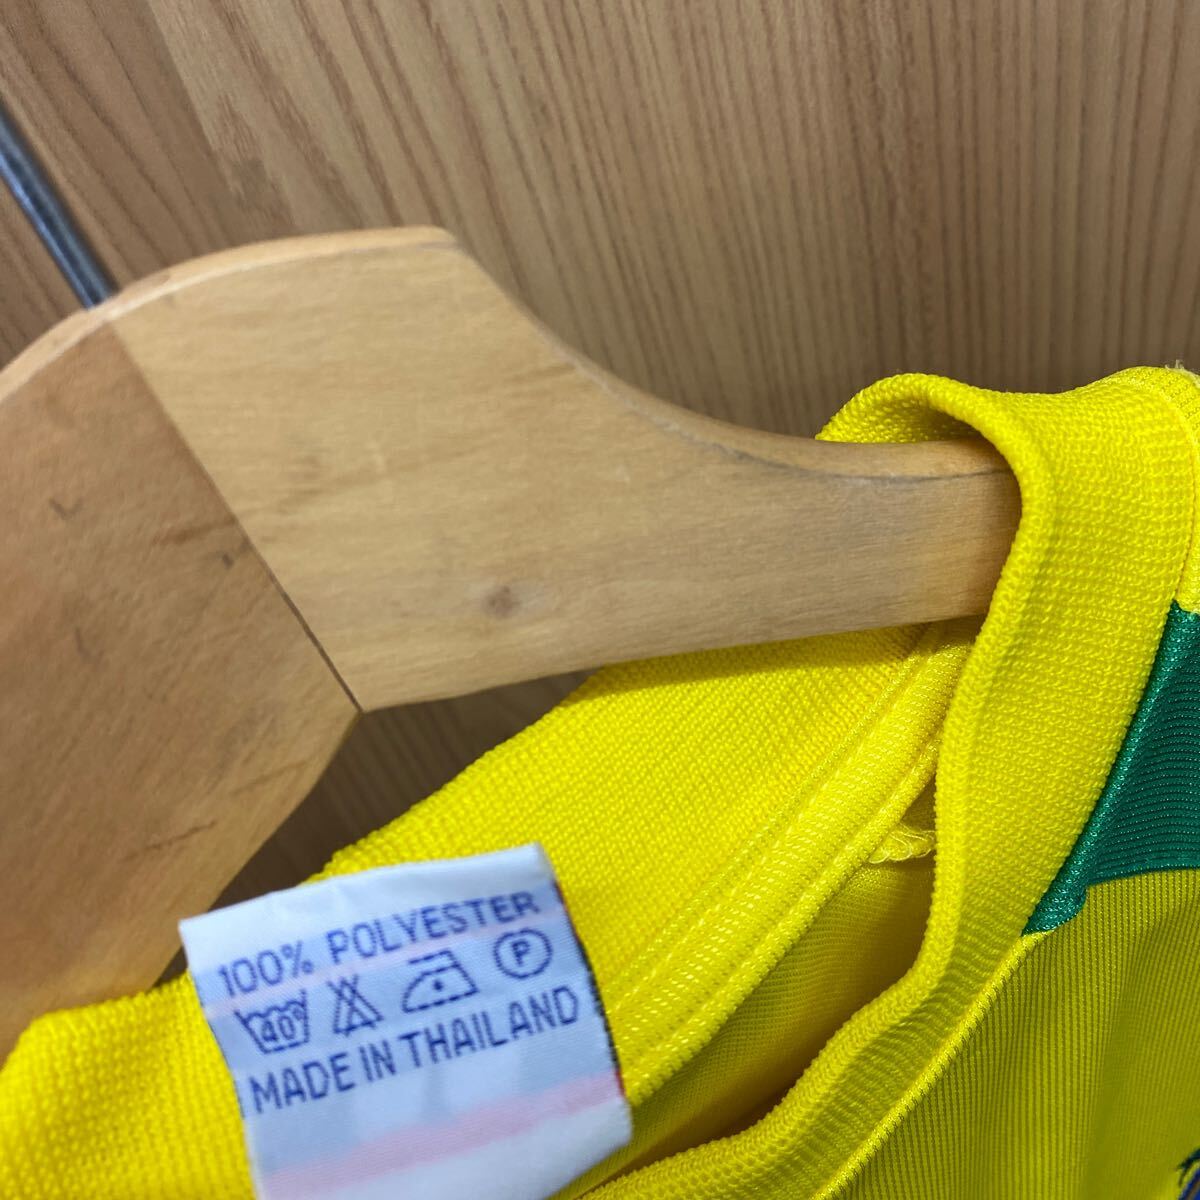 100% POLYESTER
40° P
MADE IN THAILAND